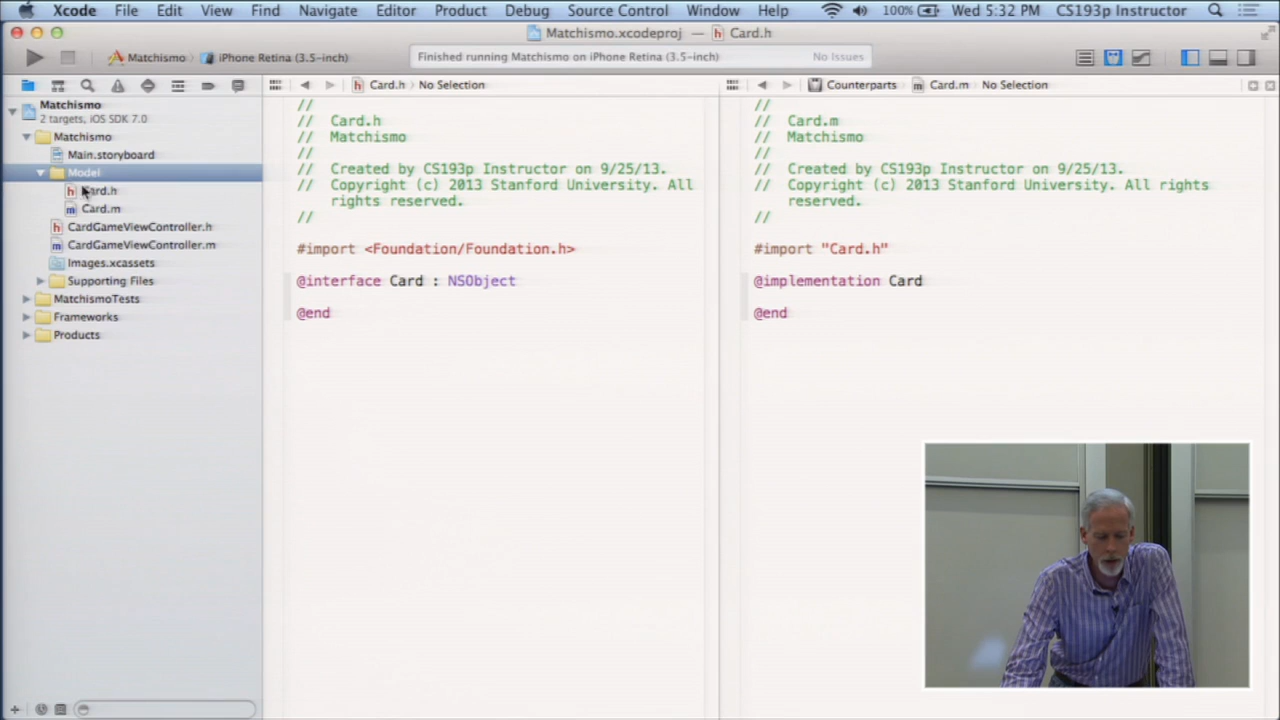 Xcode File Edit View Find Navigate Editor Product Debug Source Control Window Help 100% Wed 5:32 PM CS193p Instructor
Matchismo.xcodeproj — Card.h
Matchismo iPhone Retina (3.5-inch) Finished running Matchismo on iPhone Retina (3.5-inch) No Issues
Card.h No Selection
Counterparts Card.m No Selection
Matchismo
2 targets, iOS SDK 7.0
Matchismo
Main.storyboard
Model
h Card.h
m Card.m
h CardGameViewController.h
m CardGameViewController.m
Images.xcassets
Supporting Files
MatchismoTests
Frameworks
Products
//
// Card.h
// Matchismo
//
// Created by CS193p Instructor on 9/25/13.
// Copyright (c) 2013 Stanford University. All
rights reserved.
//
#import <Foundation/Foundation.h>
@interface Card : NSObject
@end
//
// Card.m
// Matchismo
//
// Created by CS193p Instructor on 9/25/13.
// Copyright (c) 2013 Stanford University. All rights
reserved.
//
#import "Card.h"
@implementation Card
@end